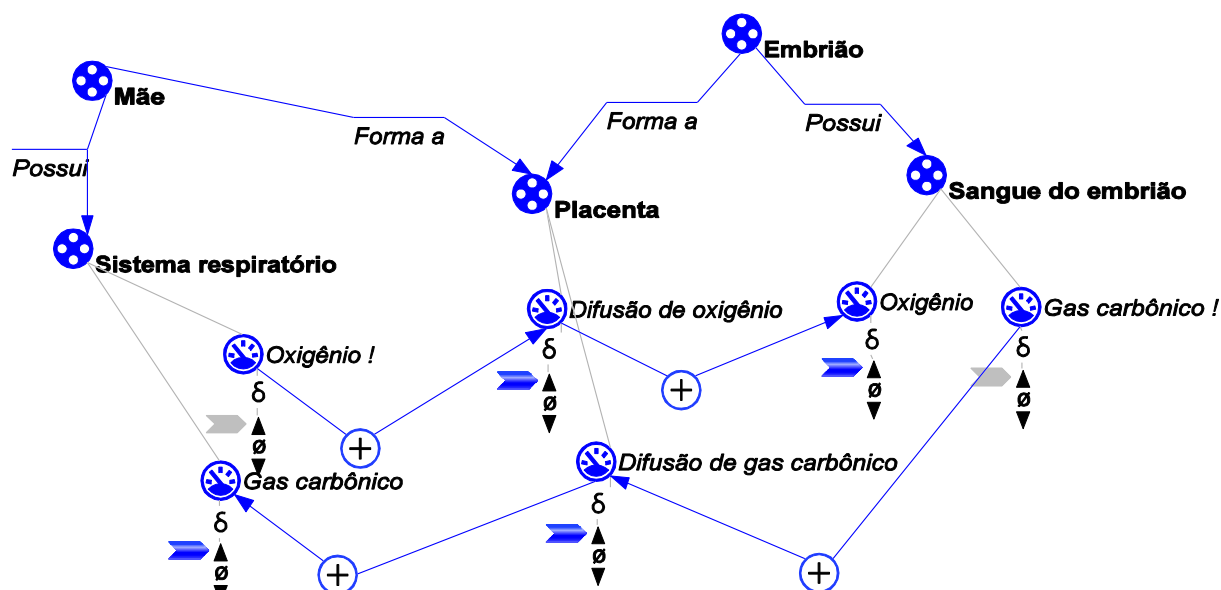 Embrião
Mãe
Forma a
Forma a
Possui
Possui
Sangue do embrião
Placenta
Sistema respiratório
Difusão de oxigênio
Oxigênio
Gas carbônico !
Oxigênio !
δ
δ
δ
δ
ø
ø
ø
ø
+
+
Difusão de gas carbônico
Gas carbônico
δ
δ
ø
ø
+
+